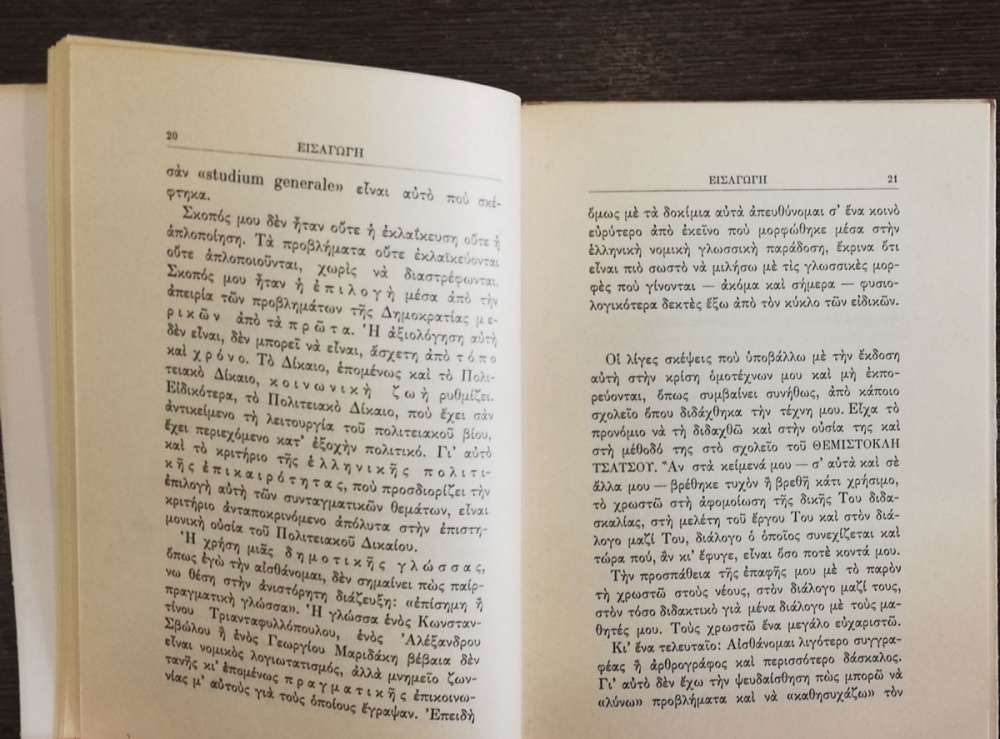 20
ΕΙΣΑΓΩΓΗ
σὰν «studium generale» εἶναι αὐτὸ ποὺ σκέ-
φτηκα.
Σκοπός μου δὲν ἦταν οὔτε ἡ ἐκλαΐκευση οὔτε ἡ
ἁπλοποίηση. Τὰ προβλήματα οὔτε ἐκλαϊκεύονται
οὔτε ἁπλοποιοῦνται, χωρὶς νὰ διαστρέφωνται.
Σκοπός μου ἦταν ἡ ἐπιλογὴ μέσα ἀπὸ τὴν
ἀπειρία τῶν προβλημάτων τῆς Δημοκρατίας με-
ρικῶν ἀπὸ τὰ πρῶτα. Ἡ ἀξιολόγηση αὐτὴ
δὲν εἶναι, δὲν μπορεῖ νὰ εἶναι, ἄσχετη ἀπὸ τόπο
καὶ χρόνο. Τὸ Δίκαιο, ἑπομένως καὶ τὸ Πολι-
τειακὸ Δίκαιο, κοινωνικὴ ζωὴ ρυθμίζει.
Εἰδικότερα, τὸ Πολιτειακὸ Δίκαιο, ποὺ ἔχει σὰν
ἀντικείμενο τὴ λειτουργία τοῦ πολιτειακοῦ βίου,
ἔχει περιεχόμενο κατ' ἐξοχὴν πολιτικό. Γι' αὐτὸ
καὶ τὸ κριτήριο τῆς ἑλληνικῆς πολιτι-
κῆς ἐπικαιρότητας, ποὺ προσδιορίζει τὴν
ἐπιλογὴ αὐτὴ τῶν συνταγματικῶν θεμάτων, εἶναι
κριτήριο ἀνταποκρινόμενο ἀπόλυτα στὴν ἐπιστη-
μονικὴ οὐσία τοῦ Πολιτειακοῦ Δικαίου.
Ἡ χρήση μιᾶς δημοτικῆς γλώσσας,
ὅπως ἐγὼ τὴν αἰσθάνομαι, δὲν σημαίνει πὼς παίρ-
νω θέση στὴν ἀνιστόρητη διάζευξη: «ἐπίσημη ἢ
πραγματικὴ γλώσσα». Ἡ γλώσσα ἑνὸς Κωνσταν-
τίνου Τριανταφυλλόπουλου, ἑνὸς Ἀλέξανδρου
Σβώλου ἢ ἑνὸς Γεωργίου Μαριδάκη βέβαια δὲν
εἶναι νομικὸς λογιωτατισμός, ἀλλὰ μνημεῖο ζων-
τανῆς κι' ἑπομένως πραγματικῆς ἐπικοινω-
νίας μ' αὐτοὺς γιὰ τοὺς ὁποίους ἔγραψαν. Ἐπειδὴ
ΕΙΣΑΓΩΓΗ
21
ὅμως μὲ τὰ δοκίμια αὐτὰ ἀπευθύνομαι σ' ἕνα κοινὸ
εὐρύτερο ἀπὸ ἐκεῖνο ποὺ μορφώθηκε μέσα στὴν
ἑλληνικὴ νομικὴ γλωσσικὴ παράδοση, ἔκρινα ὅτι
εἶναι πιὸ σωστὸ νὰ μιλήσω μὲ τὶς γλωσσικὲς μορ-
φὲς ποὺ γίνονται — ἀκόμα καὶ σήμερα — φυσιο-
λογικότερα δεκτὲς ἔξω ἀπὸ τὸν κύκλο τῶν εἰδικῶν.
Οἱ λίγες σκέψεις ποὺ ὑποβάλλω μὲ τὴν ἔκδοση
αὐτὴ στὴν κρίση ὁμοτέχνων μου καὶ μὴ ἐκπο-
ρεύονται, ὅπως συμβαίνει συνήθως, ἀπὸ κάποιο
σχολεῖο ὅπου διδάχθηκα τὴν τέχνη μου. Εἶχα τὸ
προνόμιο νὰ τὴ διδαχθῶ καὶ στὴν οὐσία της καὶ
στὴ μέθοδό της στὸ σχολεῖο τοῦ ΘΕΜΙΣΤΟΚΛΗ
ΤΣΑΤΣΟΥ. Ἂν στὰ κείμενά μου — σ' αὐτὰ καὶ σὲ
ἄλλα μου — βρέθηκε τυχὸν ἢ βρεθῆ κάτι χρήσιμο,
τὸ χρωστῶ στὴ ἀφομοίωση τῆς δικῆς Του διδα-
σκαλίας, στὴ μελέτη τοῦ ἔργου Του καὶ στὸν διά-
λογο μαζί Του, διάλογο ὁ ὁποῖος συνεχίζεται καὶ
τώρα πού, ἂν κι' ἔφυγε, εἶναι ὅσο ποτὲ κοντά μου.
Τὴν προσπάθεια τῆς ἐπαφῆς μου μὲ τὸ παρὸν
τὴ χρωστῶ στοὺς νέους, στὸν διάλογο μαζί τους,
στὸν τόσο διδακτικὸ γιὰ μένα διάλογο μὲ τοὺς μα-
θητές μου. Τοὺς χρωστῶ ἕνα μεγάλο εὐχαριστῶ.
Κι' ἕνα τελευταῖο: Αἰσθάνομαι λιγότερο συγγρα-
φέας ἢ ἀρθρογράφος καὶ περισσότερο δάσκαλος.
Γι' αὐτὸ δὲν ἔχω τὴν ψευδαίσθηση πὼς μπορῶ νὰ
«λύνω» προβλήματα καὶ νὰ «καθησυχάζω» τὸν